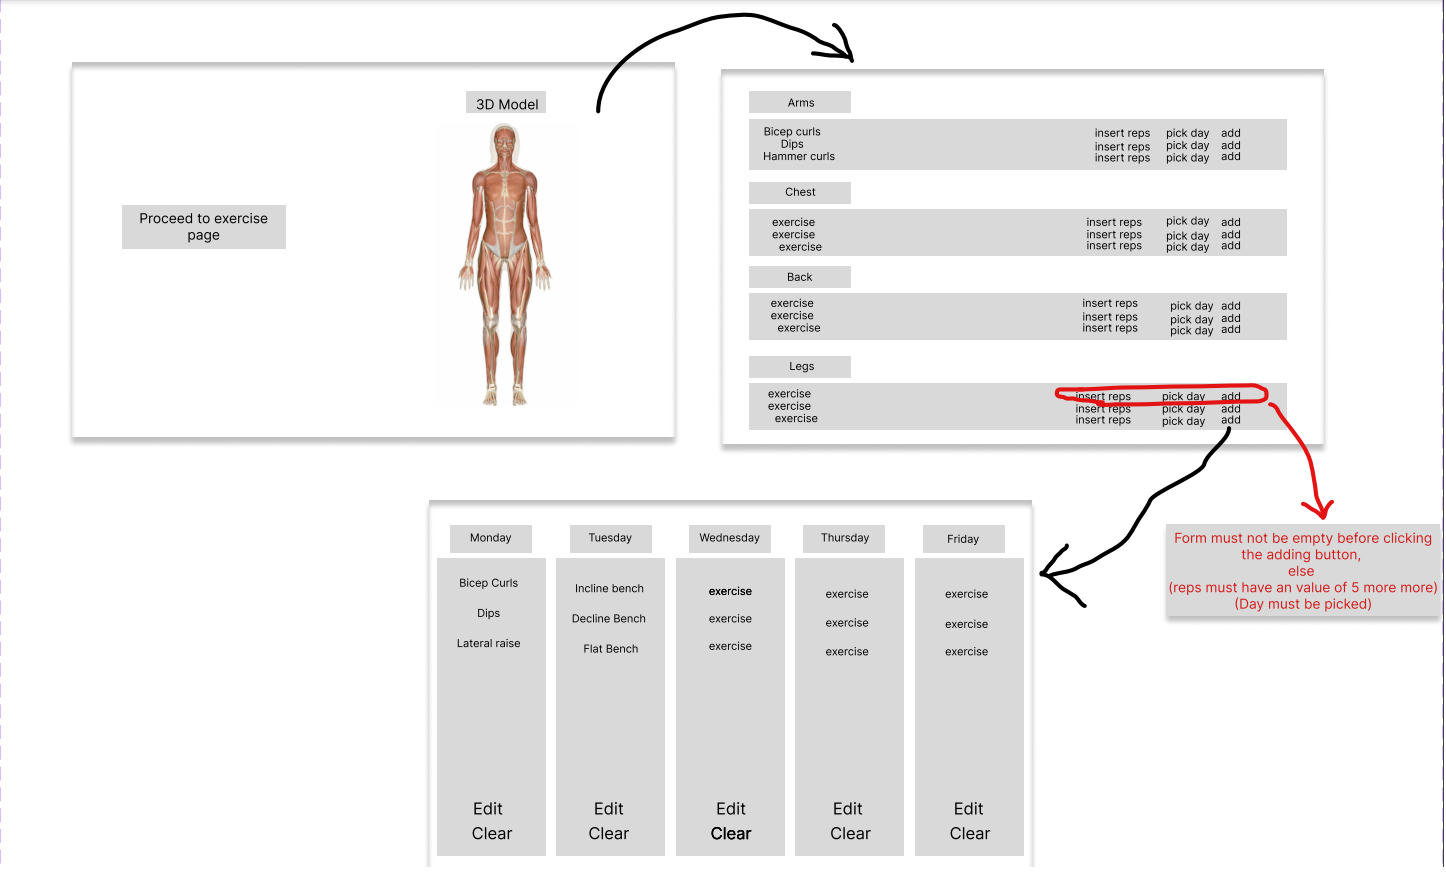 3D Model
Proceed to exercise
page
Arms
Bicep curls insert reps pick day add
Dips insert reps pick day add
Hammer curls insert reps pick day add
Chest
exercise insert reps pick day add
exercise insert reps pick day add
exercise insert reps pick day add
Back
exercise insert reps pick day add
exercise insert reps pick day add
exercise insert reps pick day add
Legs
exercise insert reps pick day add
exercise insert reps pick day add
exercise insert reps pick day add
Form must not be empty before clicking
the adding button,
else
(reps must have an value of 5 more more)
(Day must be picked)
Monday Tuesday Wednesday Thursday Friday
Bicep Curls Incline bench exercise exercise exercise
Dips Decline Bench exercise exercise exercise
Lateral raise Flat Bench exercise exercise exercise
Edit Edit Edit Edit Edit
Clear Clear Clear Clear Clear